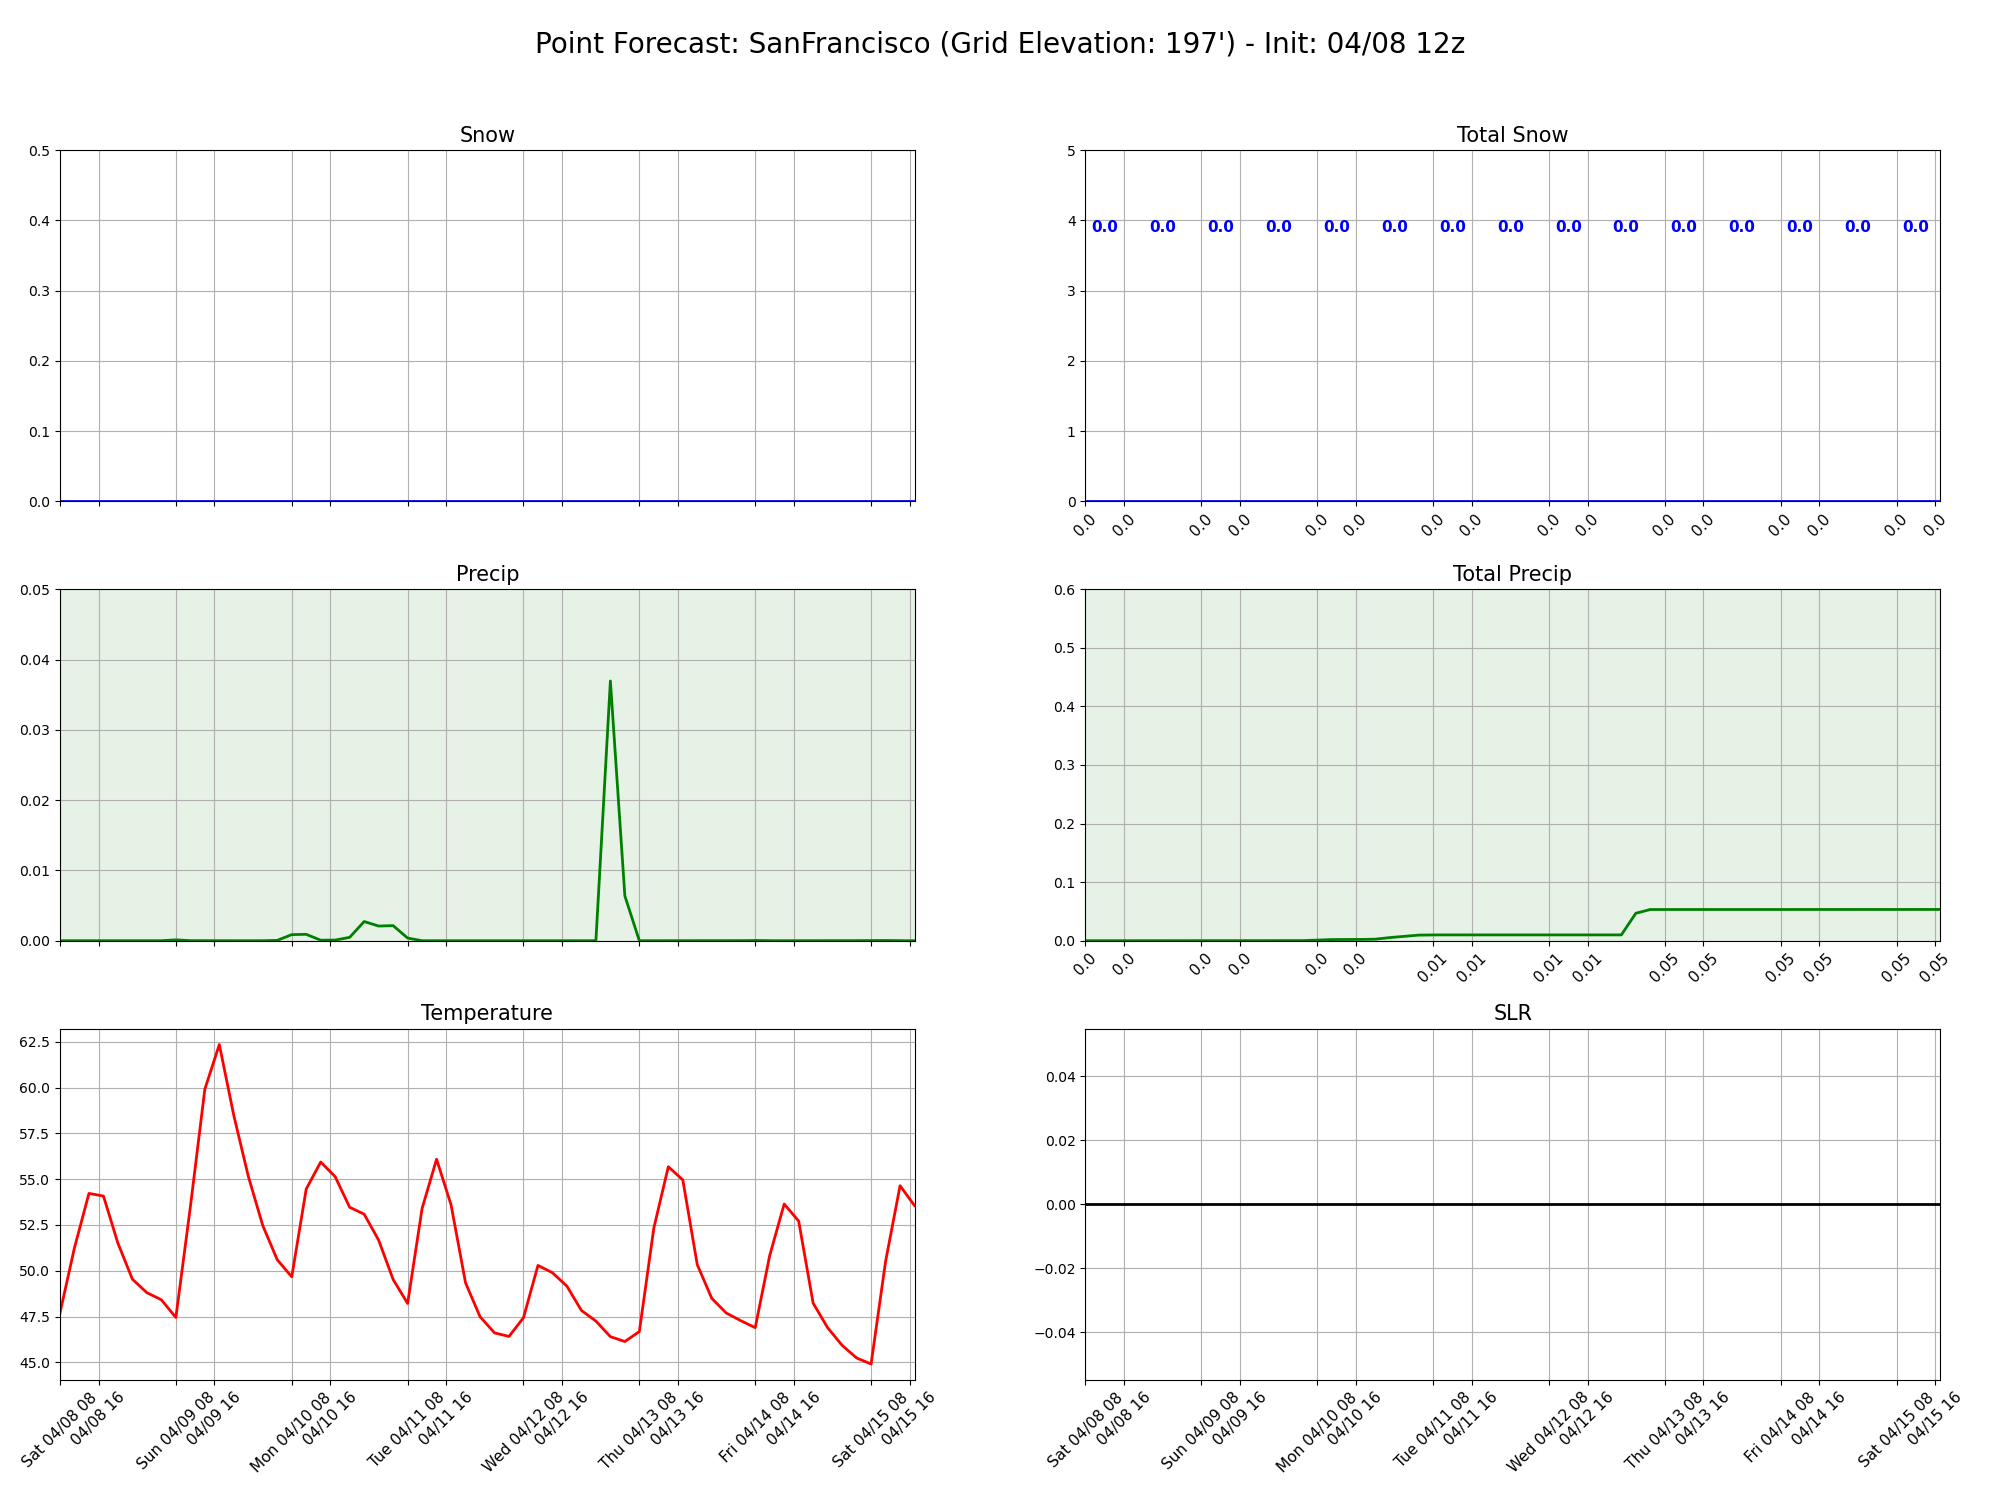 Point Forecast: SanFrancisco (Grid Elevation: 197') - Init: 04/08 12z
Snow
0.5
0.4
0.3
0.2
0.1
0.0
Total Snow
5
4
3
2
1
0
0.0 0.0 0.0 0.0 0.0 0.0 0.0 0.0 0.0 0.0 0.0 0.0 0.0 0.0 0.0
0.0 0.0 0.0 0.0 0.0 0.0 0.0 0.0 0.0 0.0 0.0 0.0 0.0 0.0 0.0 0.0
Precip
0.05
0.04
0.03
0.02
0.01
0.00
Total Precip
0.6
0.5
0.4
0.3
0.2
0.1
0.0
0.0 0.0 0.0 0.0 0.0 0.0 0.01 0.01 0.01 0.01 0.05 0.05 0.05 0.05 0.05 0.05
Temperature
62.5
60.0
57.5
55.0
52.5
50.0
47.5
45.0
Sat 04/08 08
04/08 16
Sun 04/09 08
04/09 16
Mon 04/10 08
04/10 16
Tue 04/11 08
04/11 16
Wed 04/12 08
04/12 16
Thu 04/13 08
04/13 16
Fri 04/14 08
04/14 16
Sat 04/15 08
04/15 16
SLR
0.04
0.02
0.00
−0.02
−0.04
Sat 04/08 08
04/08 16
Sun 04/09 08
04/09 16
Mon 04/10 08
04/10 16
Tue 04/11 08
04/11 16
Wed 04/12 08
04/12 16
Thu 04/13 08
04/13 16
Fri 04/14 08
04/14 16
Sat 04/15 08
04/15 16